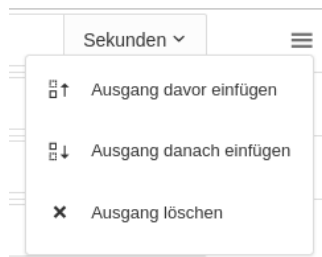 Sekunden
Ausgang davor einfügen
Ausgang danach einfügen
Ausgang löschen